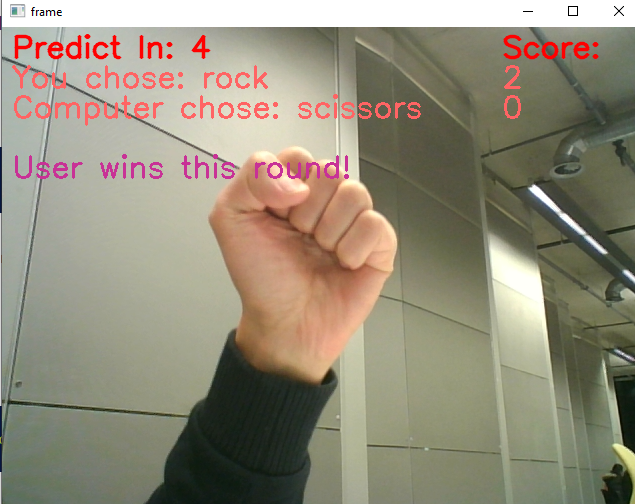 frame
Predict In: 4
Score:
You chose: rock
2
Computer chose: scissors
0
User wins this round!